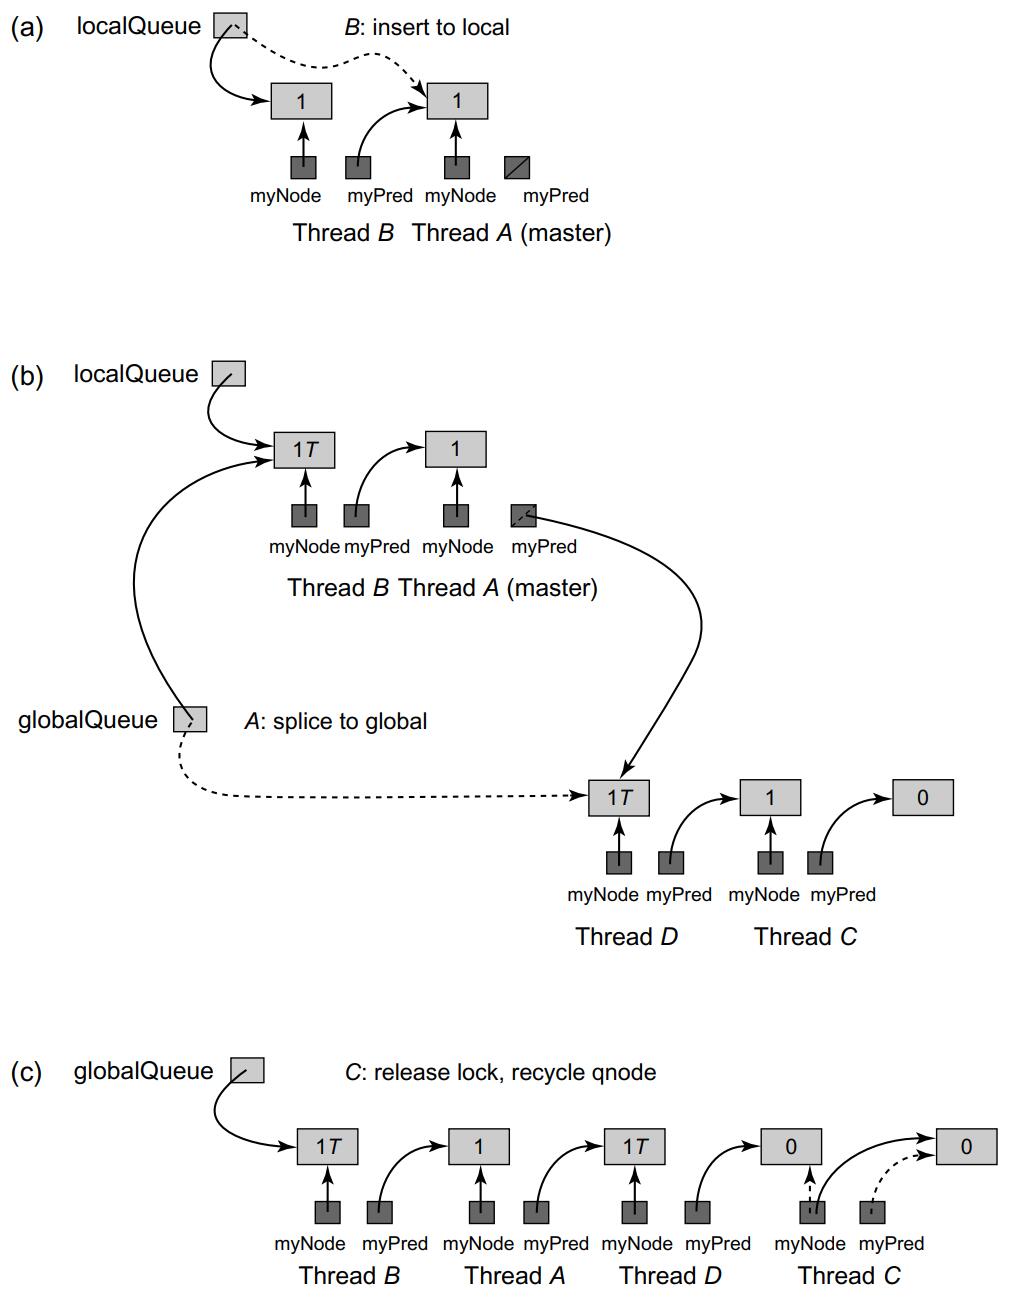 (a) localQueue B: insert to local
1 1
myNode myPred myNode myPred
Thread B Thread A (master)
(b) localQueue
1T 1
myNode myPred myNode myPred
Thread B Thread A (master)
globalQueue A: splice to global
1T 1 0
myNode myPred myNode myPred
Thread D Thread C
(c) globalQueue C: release lock, recycle qnode
1T 1 1T 0 0
myNode myPred myNode myPred myNode myPred myNode myPred
Thread B Thread A Thread D Thread C